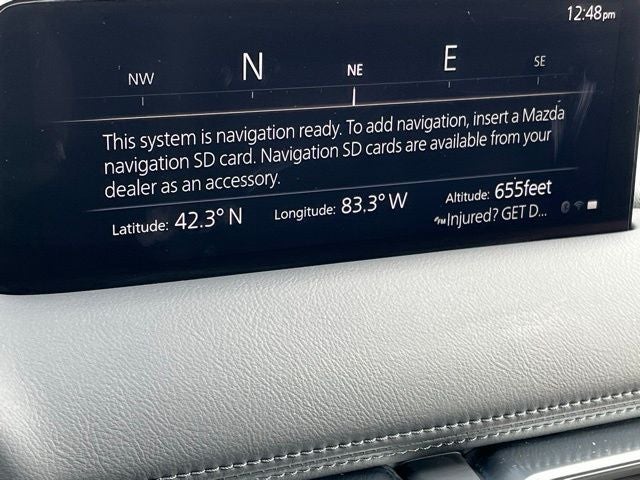 12:48pm
NW N NE E SE
This system is navigation ready. To add navigation, insert a Mazda
navigation SD card. Navigation SD cards are available from your
dealer as an accessory.
Latitude: 42.3° N Longitude: 83.3° W Altitude: 655feet
FM Injured? GET D...